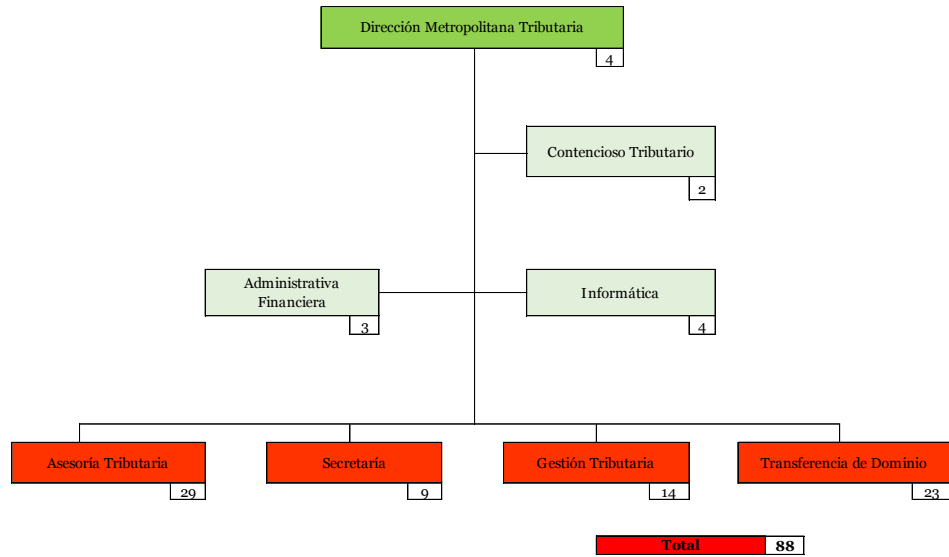 Dirección Metropolitana Tributaria
4
Contencioso Tributario
2
Administrativa
Financiera
3
Informática
4
Asesoría Tributaria
29
Secretaría
9
Gestión Tributaria
14
Transferencia de Dominio
23
Total 88